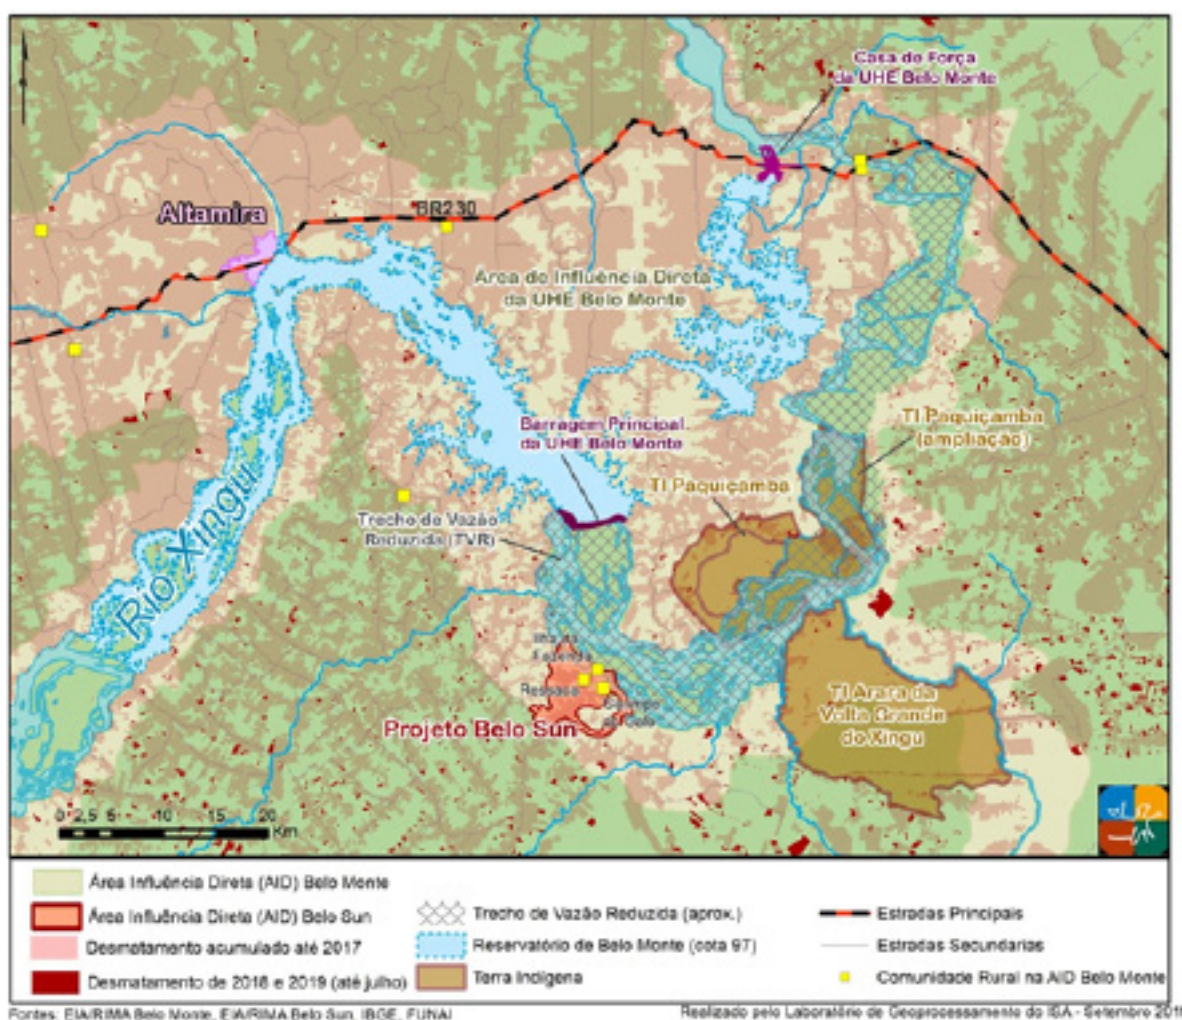 Casa de Força
da UHE Belo Monte
Altamira
BR230
Área de Influência Direta
da UHE Belo Monte
TI Paquiçamba
(ampliação)
Barragem Principal
da UHE Belo Monte
TI Paquiçamba
Trecho de Vazão
Reduzida (TVR)
Rio Xingu
Ilha da
Fazenda
Ressaca
Projeto Belo Sun
TI Arara da
Volta Grande
do Xingu
0 2,5 5 10 15 20
Km
Área Influência Direta (AID) Belo Monte
Área Influência Direta (AID) Belo Sun
Desmatamento acumulado até 2017
Desmatamento de 2018 e 2019 (até julho)
Trecho de Vazão Reduzida (aprox.)
Reservatório de Belo Monte (cota 97)
Terra Indígena
Estradas Principais
Estradas Secundarias
Comunidade Rural na AID Belo Monte
Fontes: EIA/RIMA Belo Monte, EIA/RIMA Belo Sun, IBGE, FUNAI
Realizado pelo Laboratório de Geoprocessamento do ISA - Setembro